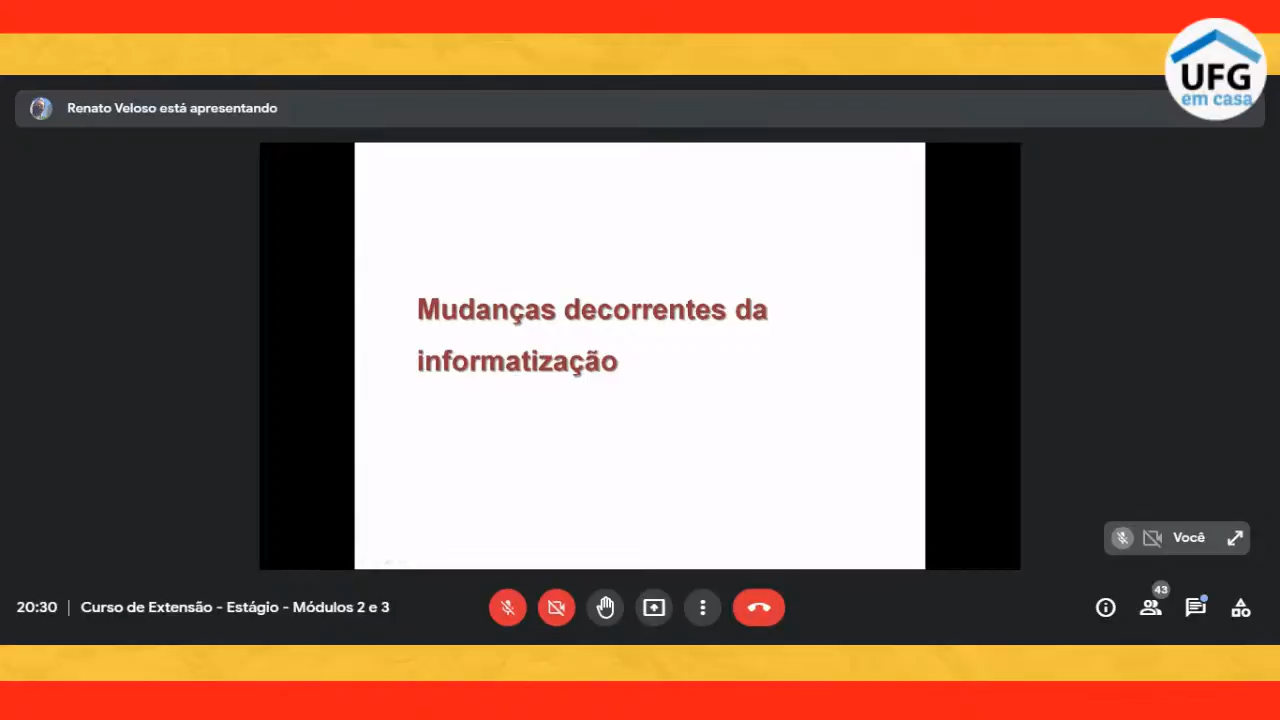 UFG
em casa
Renato Veloso está apresentando
Mudanças decorrentes da
informatização
Você
43
20:30 | Curso de Extensão - Estágio - Módulos 2 e 3